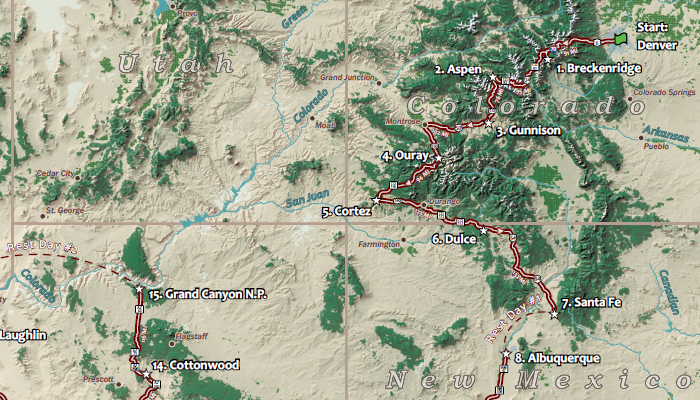 Provo
Green
Start:
Denver
Utah
2. Aspen
1. Breckenridge
Grand Junction
Colorado Springs
Colorado
Colorado
Montrose
Moab
3. Gunnison
Arkansas
Pueblo
4. Ouray
Cedar City
San Juan
Durango
St. George
5. Cortez
6. Dulce
Farmington
Rest Day #2
Colorado
15. Grand Canyon N.P.
Canadian
7. Santa Fe
Rest Day #1
Laughlin
Flagstaff
8. Albuquerque
14. Cottonwood
Prescott
New Mexico